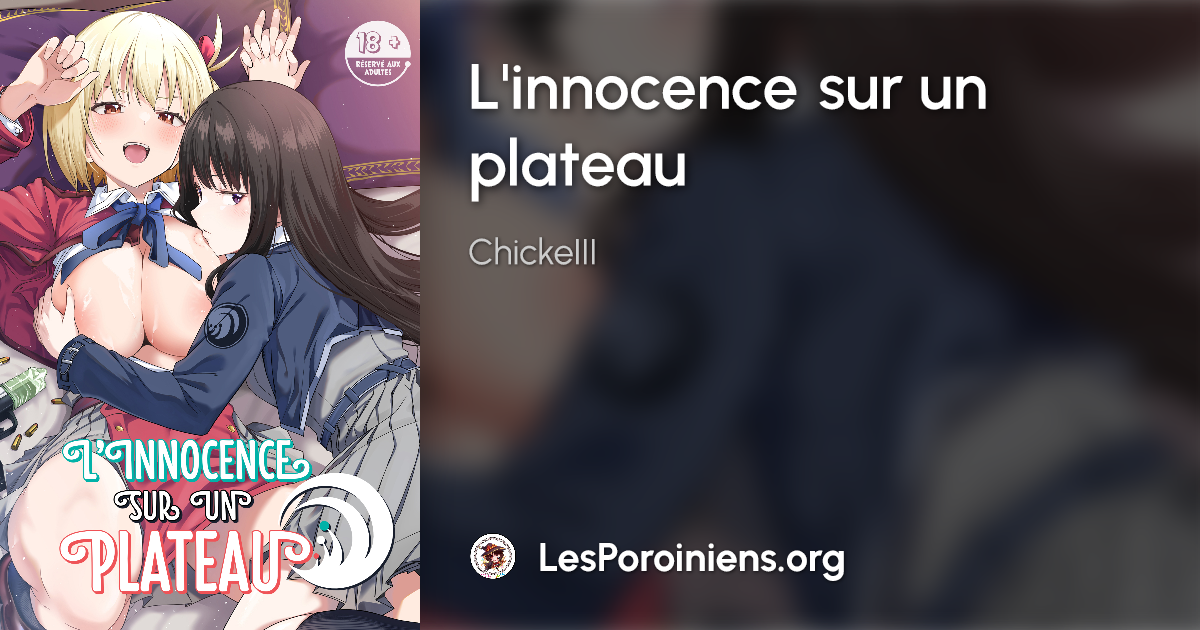 18 +
RÉSERVÉ AUX
ADULTES
L'INNOCENCE
SUR UN
PLATEAU
L'innocence sur un
plateau
Chickelll
LesPoroiniens.org